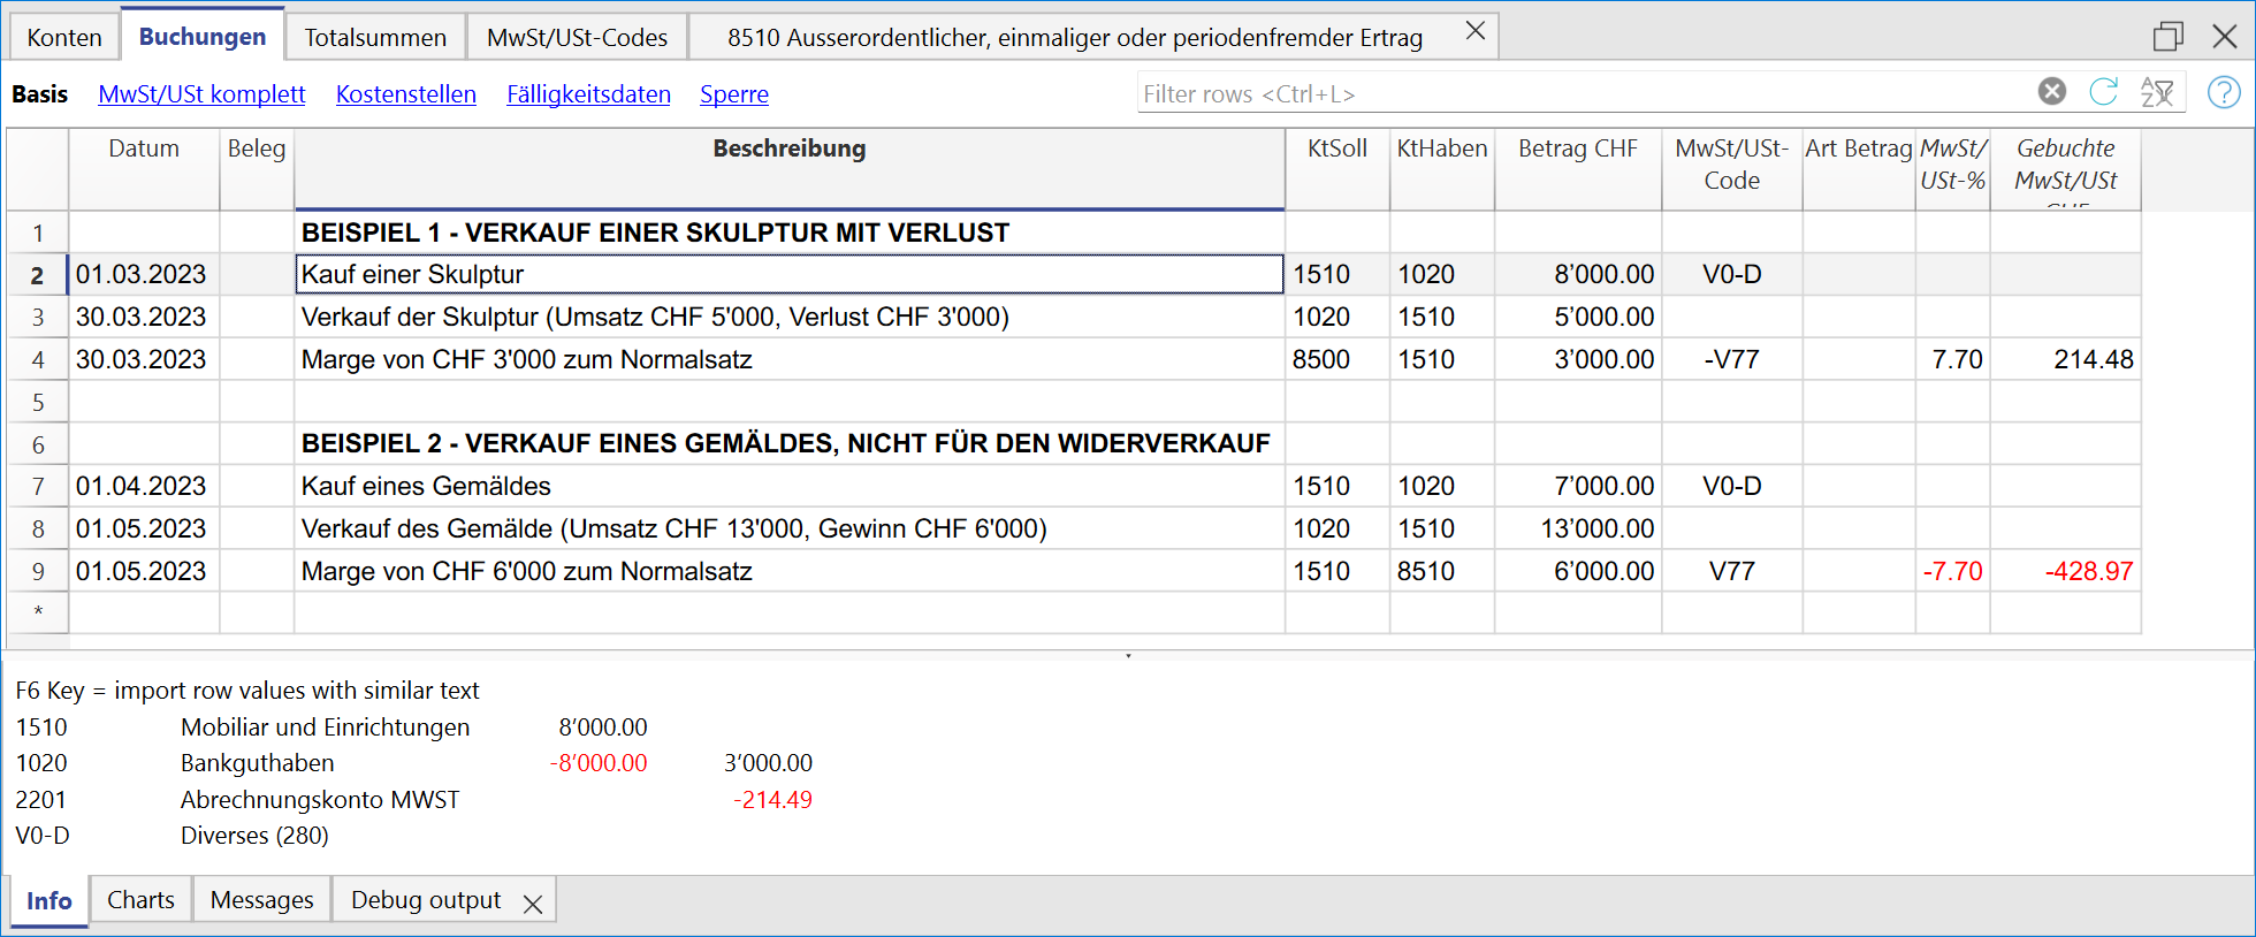 Konten Buchungen Totalsummen MwSt/USt-Codes 8510 Ausserordentlicher, einmaliger oder periodenfremder Ertrag
Basis MwSt/USt komplett Kostenstellen Fälligkeitsdaten Sperre Filter rows <Ctrl+L>
Datum Beleg Beschreibung KtSoll KtHaben Betrag CHF MwSt/USt- Art Betrag MwSt/ Gebuchte
Code USt-% MwSt/USt
1 BEISPIEL 1 - VERKAUF EINER SKULPTUR MIT VERLUST
2 01.03.2023 Kauf einer Skulptur 1510 1020 8’000.00 V0-D
3 30.03.2023 Verkauf der Skulptur (Umsatz CHF 5'000, Verlust CHF 3'000) 1020 1510 5’000.00
4 30.03.2023 Marge von CHF 3'000 zum Normalsatz 8500 1510 3’000.00 -V77 7.70 214.48
5
6 BEISPIEL 2 - VERKAUF EINES GEMÄLDES, NICHT FÜR DEN WIDERVERKAUF
7 01.04.2023 Kauf eines Gemäldes 1510 1020 7’000.00 V0-D
8 01.05.2023 Verkauf des Gemälde (Umsatz CHF 13'000, Gewinn CHF 6'000) 1020 1510 13’000.00
9 01.05.2023 Marge von CHF 6'000 zum Normalsatz 1510 8510 6’000.00 V77 -7.70 -428.97
*
F6 Key = import row values with similar text
1510 Mobiliar und Einrichtungen 8’000.00
1020 Bankguthaben -8’000.00 3’000.00
2201 Abrechnungskonto MWST -214.49
V0-D Diverses (280)
Info Charts Messages Debug output